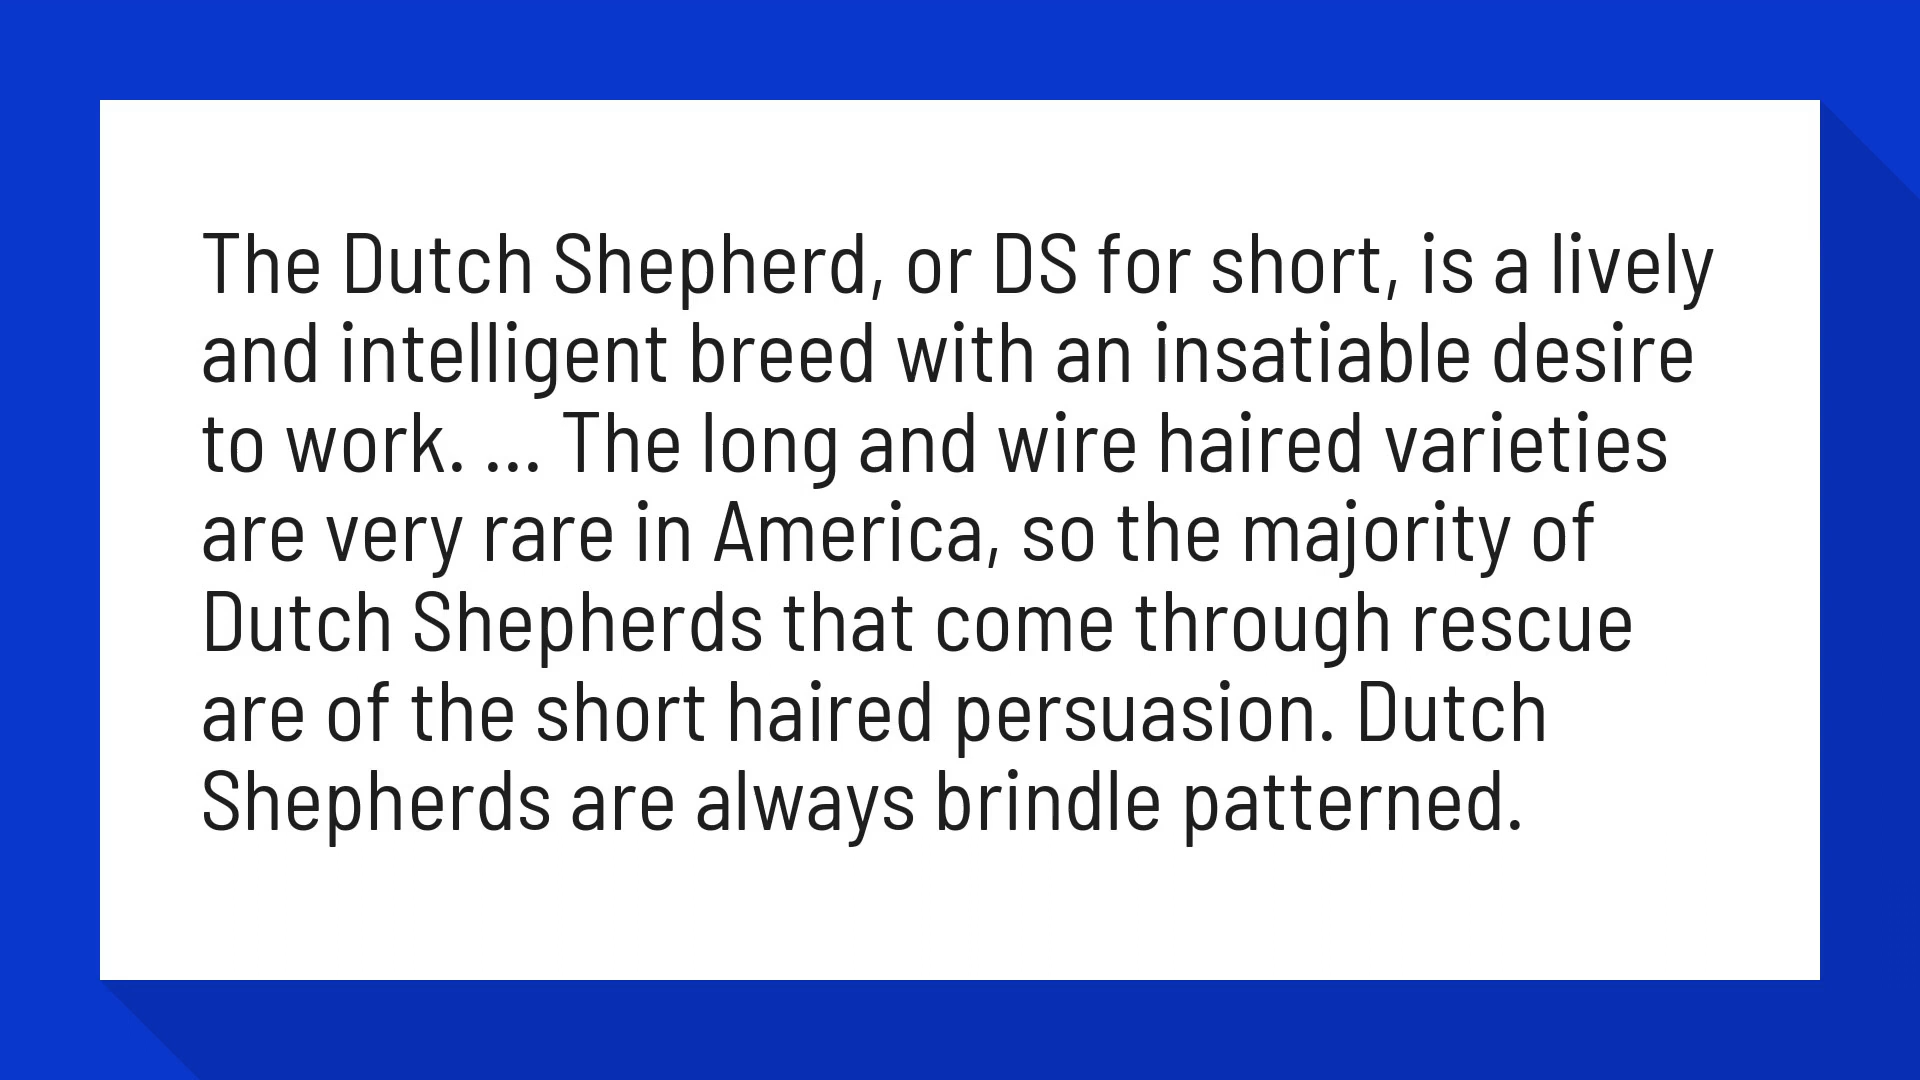 The Dutch Shepherd, or DS for short, is a lively
and intelligent breed with an insatiable desire
to work. ... The long and wire haired varieties
are very rare in America, so the majority of
Dutch Shepherds that come through rescue
are of the short haired persuasion. Dutch
Shepherds are always brindle patterned.